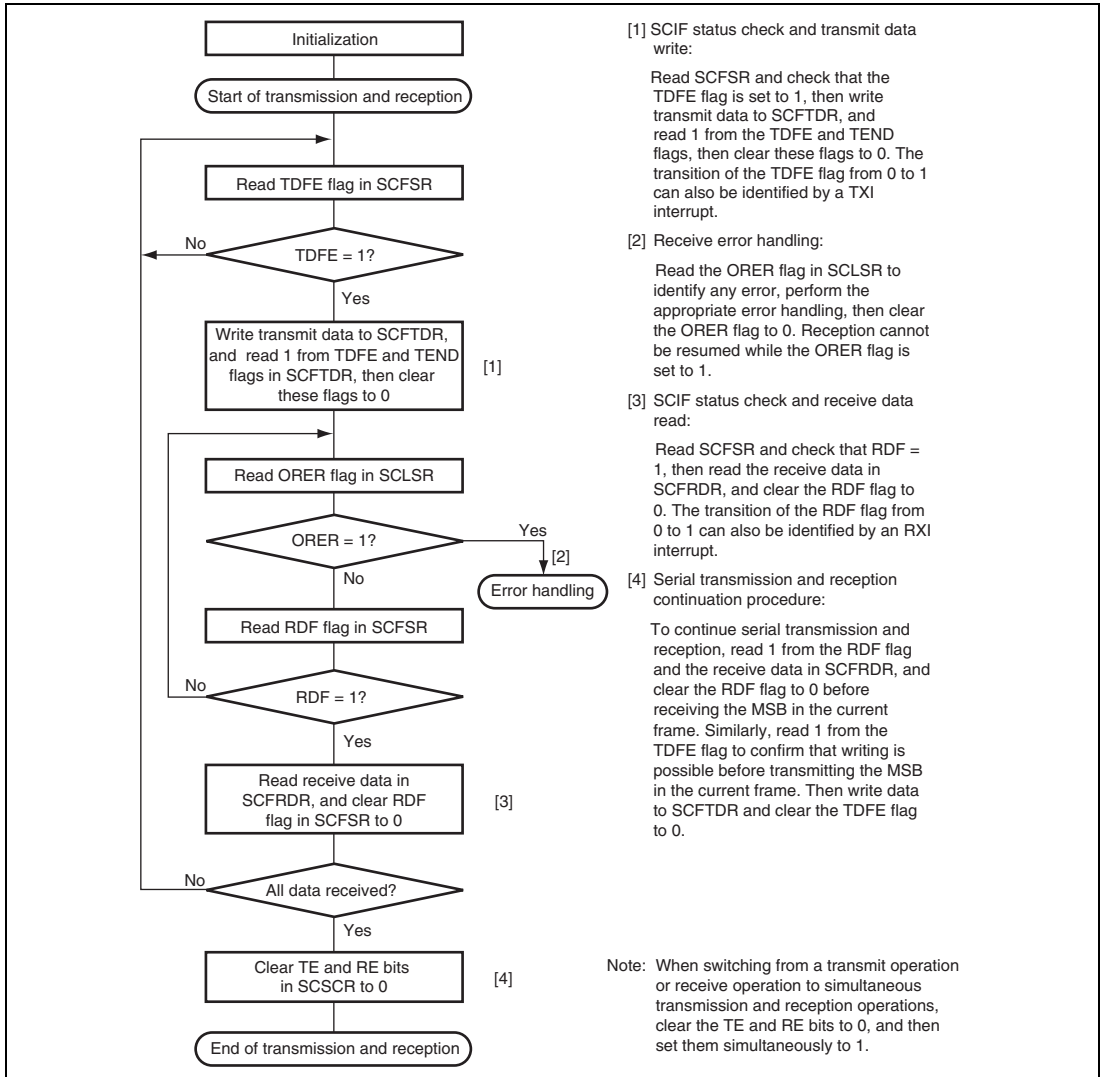 Initialization
Start of transmission and reception
Read TDFE flag in SCFSR
No
TDFE = 1?
Yes
Write transmit data to SCFTDR,
and read 1 from TDFE and TEND
flags in SCFTDR, then clear
these flags to 0
[1]
Read ORER flag in SCLSR
ORER = 1?
Yes
[2]
No
Error handling
Read RDF flag in SCFSR
No
RDF = 1?
Yes
Read receive data in
SCFRDR, and clear RDF
flag in SCFSR to 0
[3]
No
All data received?
Yes
Clear TE and RE bits
in SCSCR to 0
[4]
End of transmission and reception
[1] SCIF status check and transmit data
write:
Read SCFSR and check that the
TDFE flag is set to 1, then write
transmit data to SCFTDR, and
read 1 from the TDFE and TEND
flags, then clear these flags to 0. The
transition of the TDFE flag from 0 to 1
can also be identified by a TXI
interrupt.
[2] Receive error handling:
Read the ORER flag in SCLSR to
identify any error, perform the
appropriate error handling, then clear
the ORER flag to 0. Reception cannot
be resumed while the ORER flag is
set to 1.
[3] SCIF status check and receive data
read:
Read SCFSR and check that RDF =
1, then read the receive data in
SCFRDR, and clear the RDF flag to
0. The transition of the RDF flag from
0 to 1 can also be identified by an RXI
interrupt.
[4] Serial transmission and reception
continuation procedure:
To continue serial transmission and
reception, read 1 from the RDF flag
and the receive data in SCFRDR, and
clear the RDF flag to 0 before
receiving the MSB in the current
frame. Similarly, read 1 from the
TDFE flag to confirm that writing is
possible before transmitting the MSB
in the current frame. Then write data
to SCFTDR and clear the TDFE flag
to 0.
Note: When switching from a transmit operation
or receive operation to simultaneous
transmission and reception operations,
clear the TE and RE bits to 0, and then
set them simultaneously to 1.